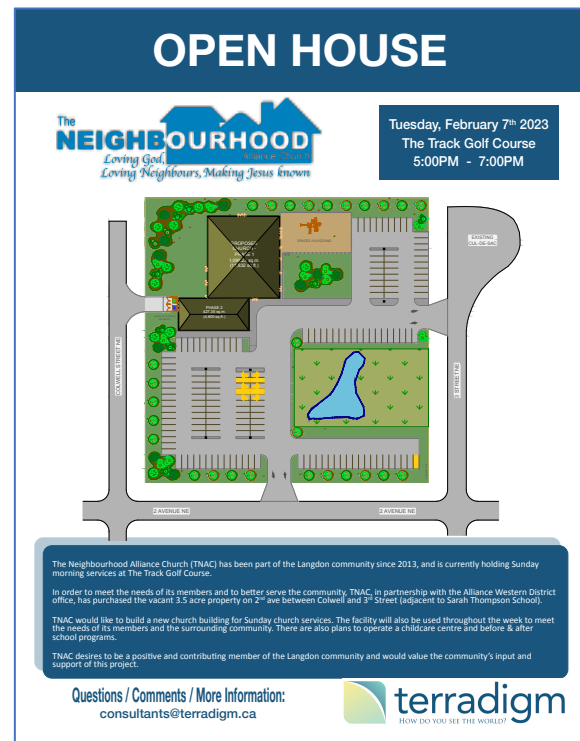 OPEN HOUSE
The
NEIGHBOURHOOD
Alliance Church
Loving God,
Loving Neighbours, Making Jesus known
Tuesday, February 7th 2023
The Track Golf Course
5:00PM - 7:00PM
PROPOSED
CHURCH -
PHASE 1
PHASE 2
EXISTING
CUL-DE-SAC
COLWELL STREET NE
3 STREET NE
2 AVENUE NE
2 AVENUE NE
The Neighbourhood Alliance Church (TNAC) has been part of the Langdon community since 2013, and is currently holding Sunday
morning services at The Track Golf Course.
In order to meet the needs of its members and to better serve the community, TNAC, in partnership with the Alliance Western District
office, has purchased the vacant 3.5 acre property on 2nd ave between Colwell and 3rd Street (adjacent to Sarah Thompson School).
TNAC would like to build a new church building for Sunday church services. The facility will also be used throughout the week to meet
the needs of its members and the surrounding community. There are also plans to operate a childcare centre and before & after
school programs.
TNAC desires to be a positive and contributing member of the Langdon community and would value the community's input and
support of this project.
Questions / Comments / More Information:
consultants@terradigm.ca
terradigm
HOW DO YOU SEE THE WORLD?